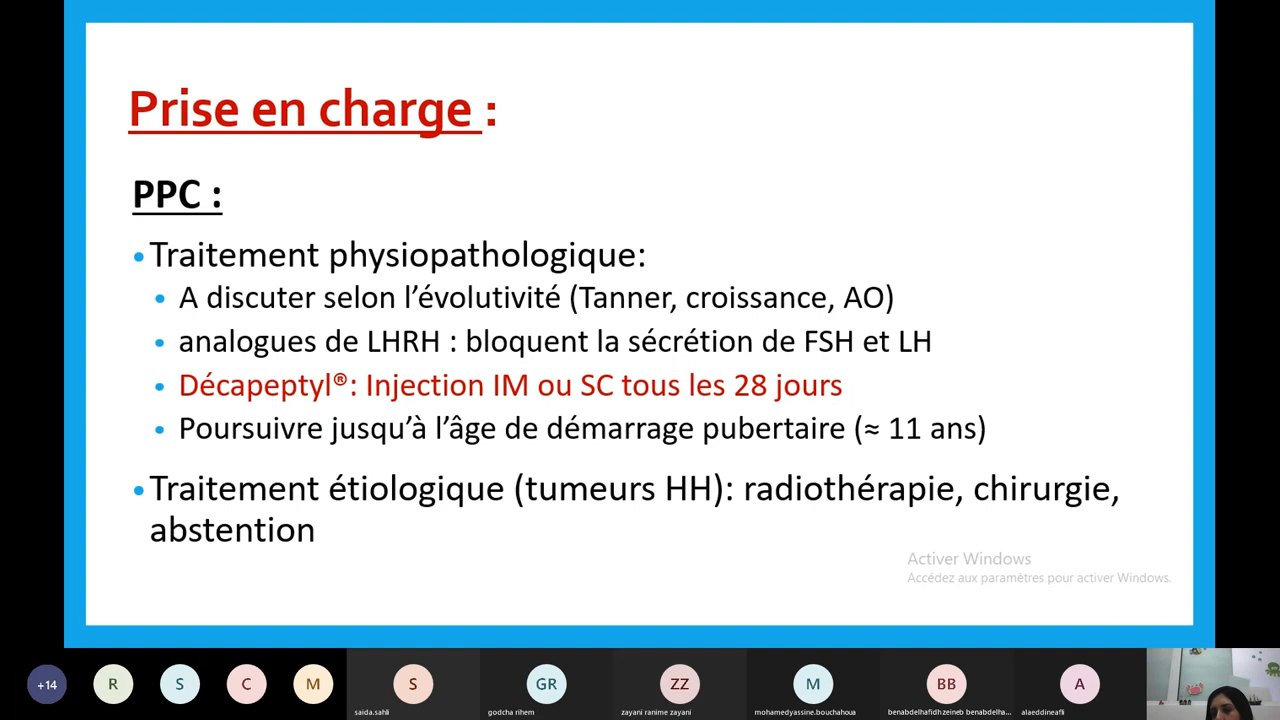 Prise en charge :
PPC :
• Traitement physiopathologique:
• A discuter selon l’évolutivité (Tanner, croissance, AO)
• analogues de LHRH : bloquent la sécrétion de FSH et LH
• Décapeptyl®: Injection IM ou SC tous les 28 jours
• Poursuivre jusqu’à l’âge de démarrage pubertaire (≈ 11 ans)
• Traitement étiologique (tumeurs HH): radiothérapie, chirurgie,
abstention
Activer Windows
Accédez aux paramètres pour activer Windows.
+14 R S C M S GR ZZ M BB A
saida.sahli godcha rihem zayani ranime zayani mohamedyassine.bouchahoua benabdelhafidh zeineb benabdelha... alaeddineafli